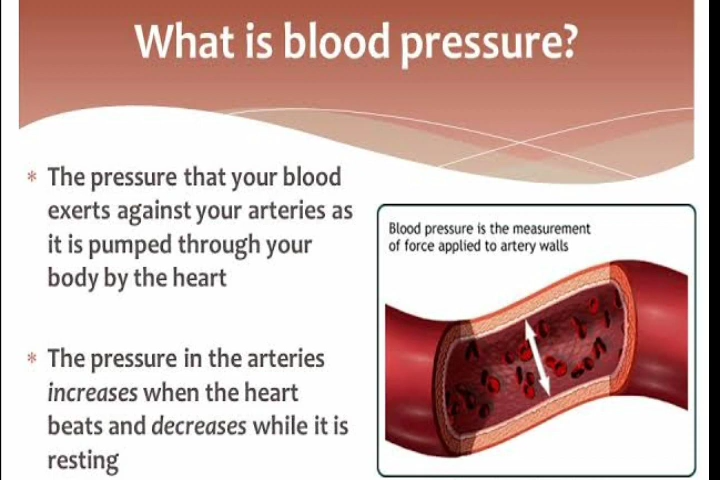 What is blood pressure?
* The pressure that your blood
exerts against your arteries as
it is pumped through your
body by the heart
* The pressure in the arteries
increases when the heart
beats and decreases while it is
resting
Blood pressure is the measurement
of force applied to artery walls